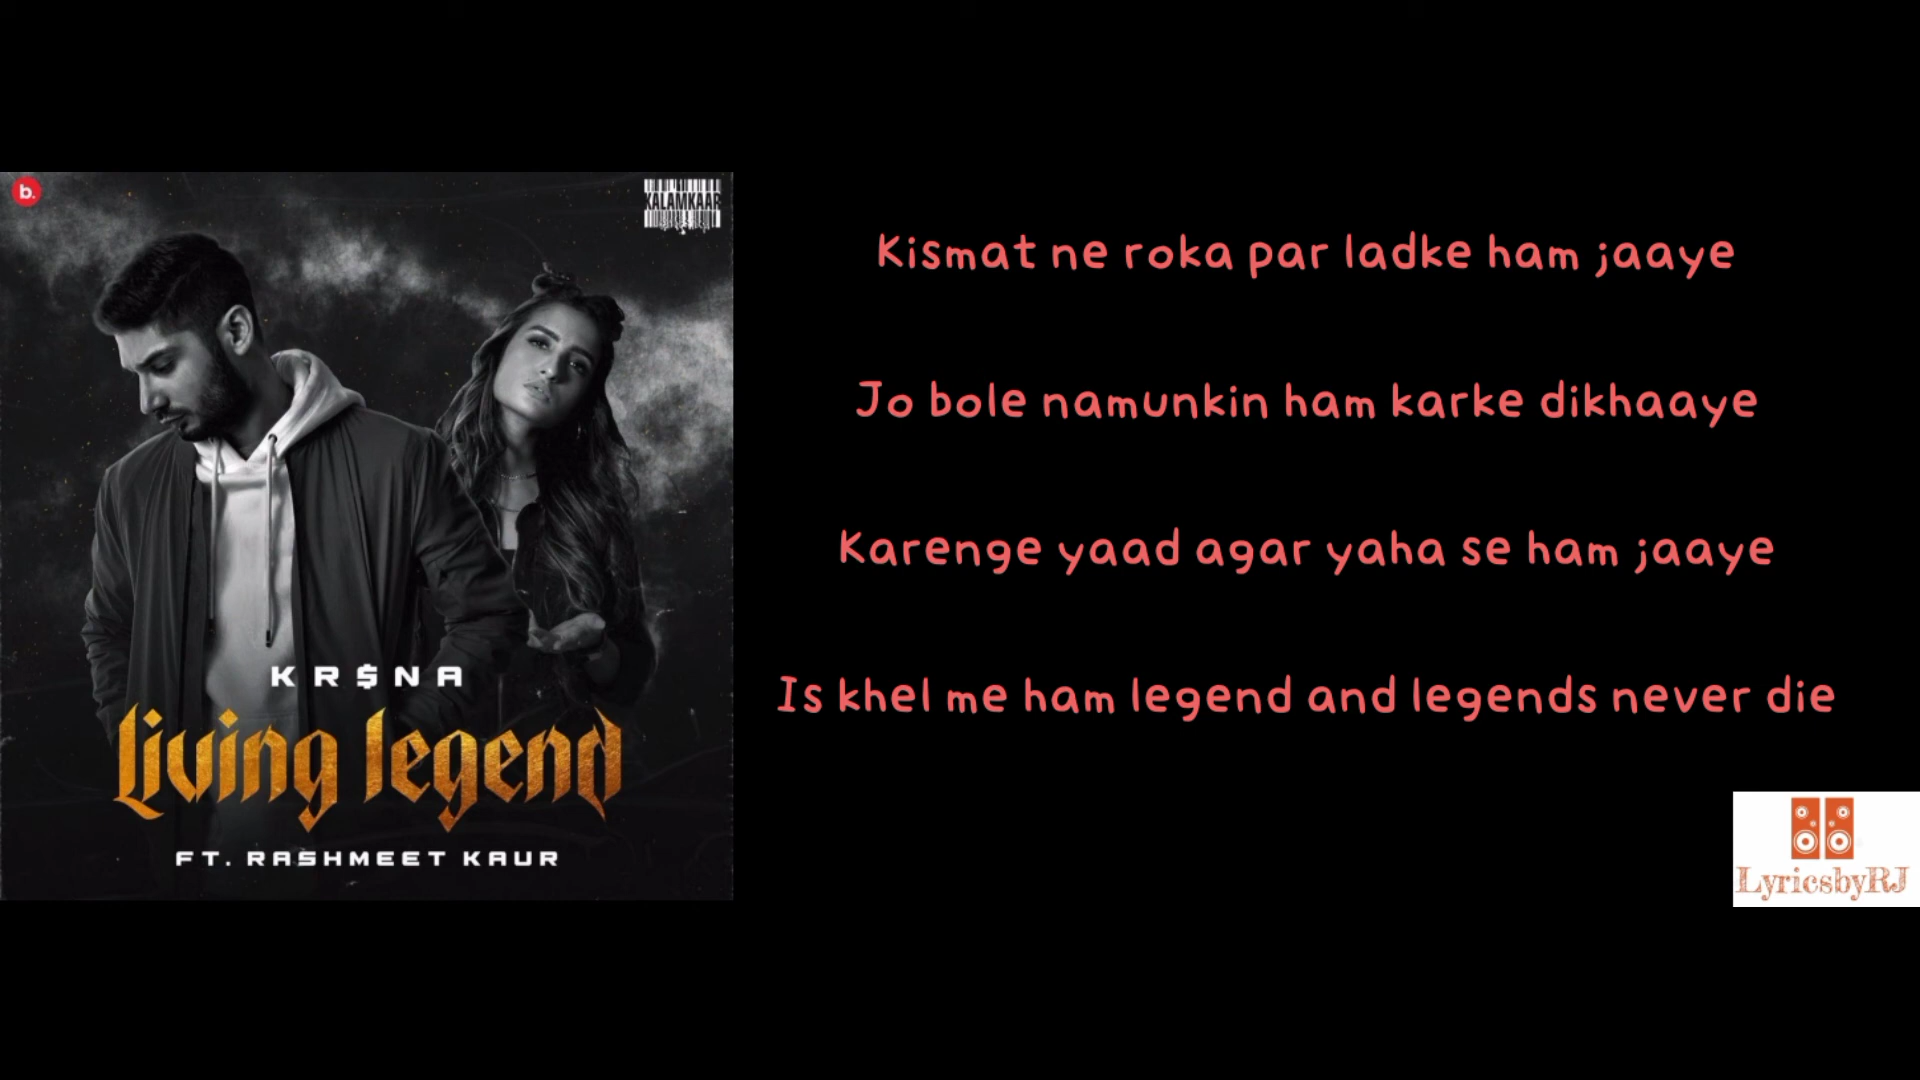 b.
KALAMKAAR
KR$NA
Living legend
FT. RASHMEET KAUR
Kismat ne roka par ladke ham jaaye
Jo bole namunkin ham karke dikhaaye
Karenge yaad agar yaha se ham jaaye
Is khel me ham legend and legends never die
LyricsbyRJ